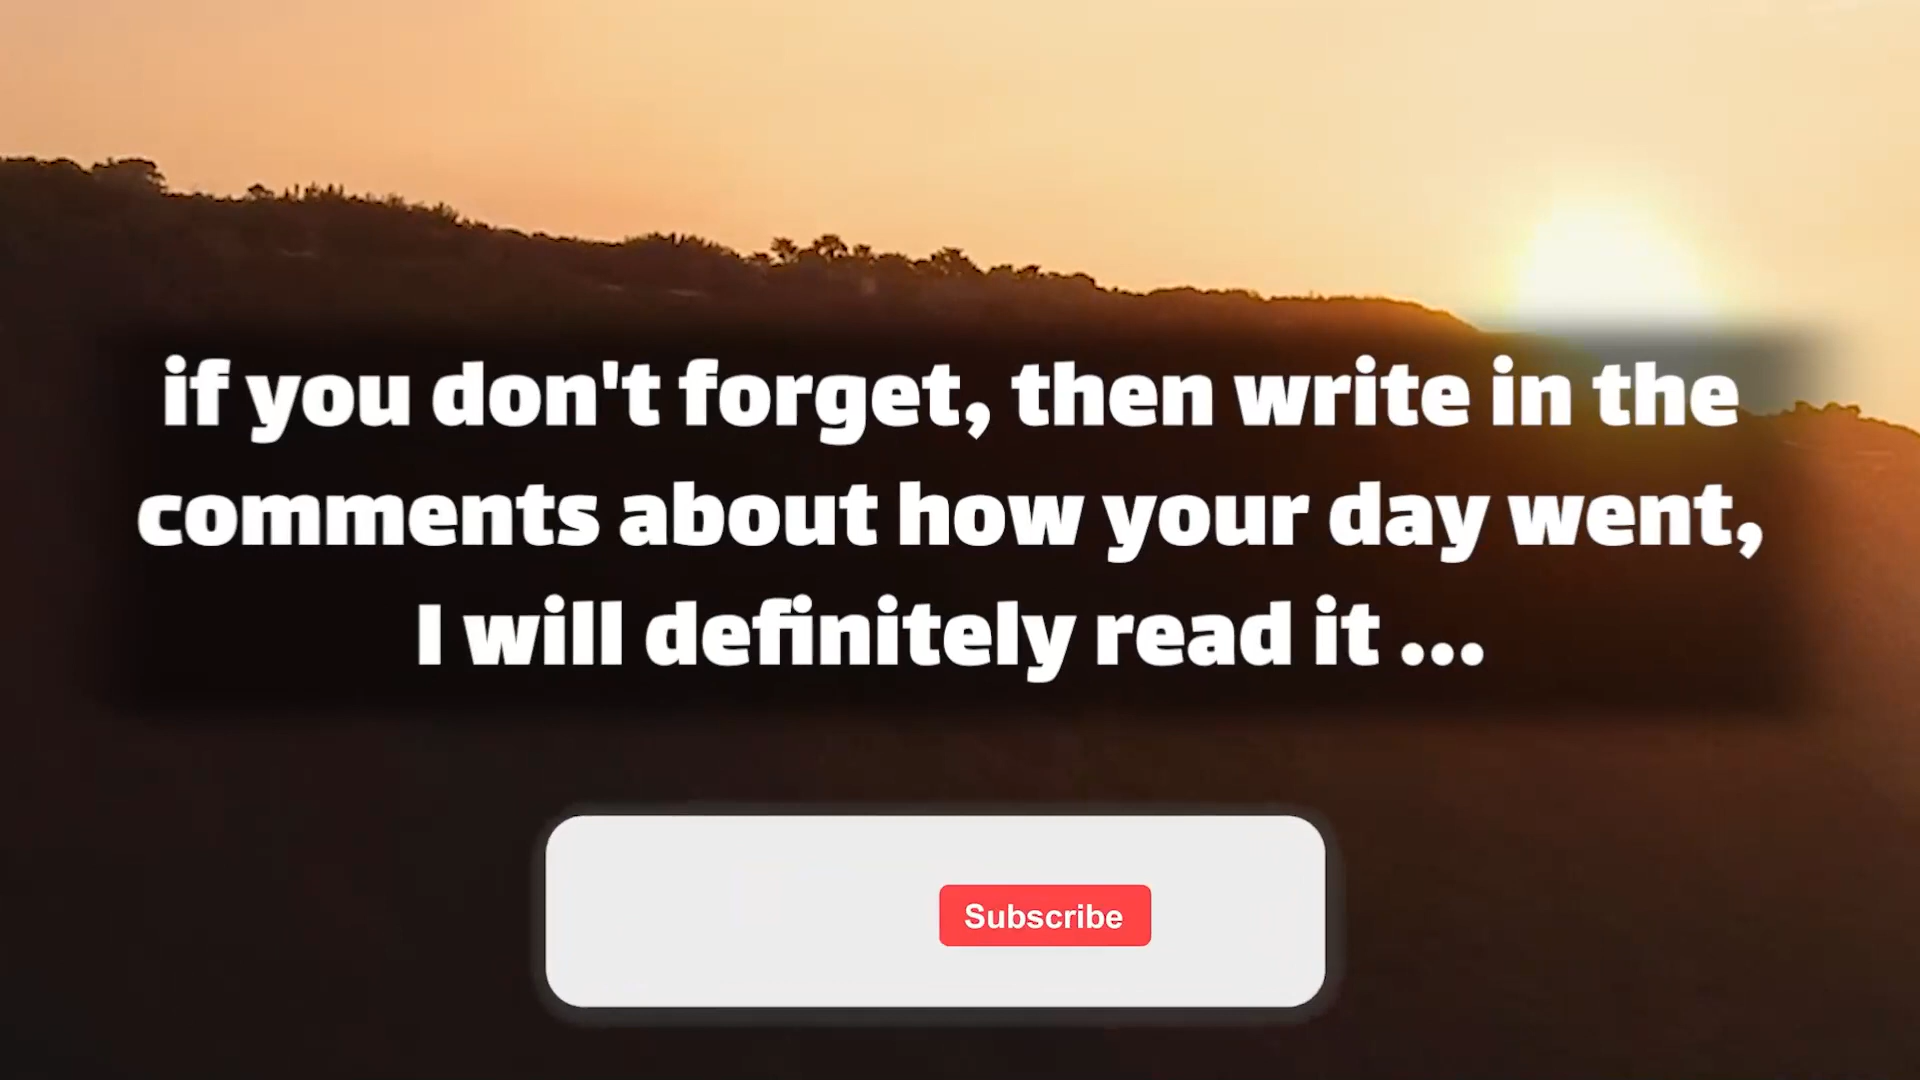 if you don't forget, then write in the
comments about how your day went,
I will definitely read it ...
Subscribe